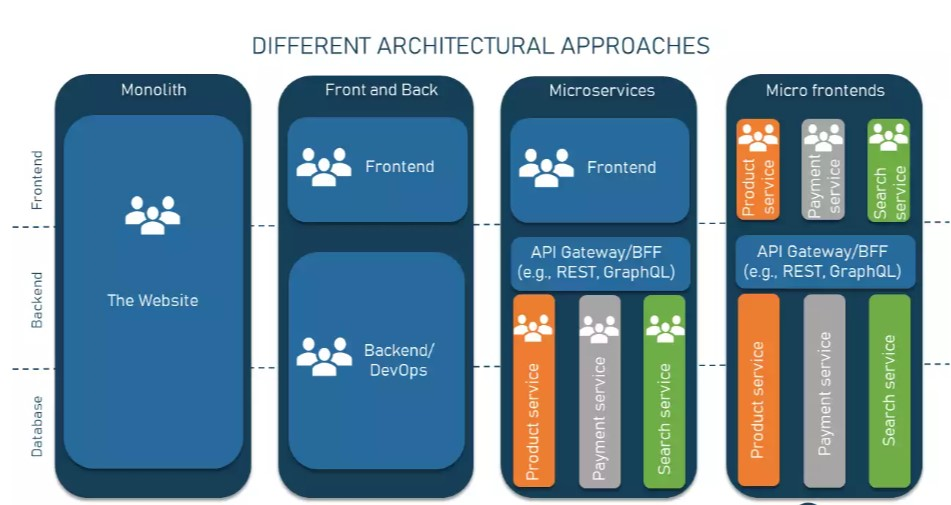 DIFFERENT ARCHITECTURAL APPROACHES
Monolith
Front and Back
Microservices
Micro frontends
Frontend
Backend
Database
The Website
Frontend
Backend/
DevOps
Frontend
API Gateway/BFF
(e.g., REST, GraphQL)
Product service
Payment service
Search service
Product
service
Payment
service
Search
service
API Gateway/BFF
(e.g., REST, GraphQL)
Product service
Payment service
Search service